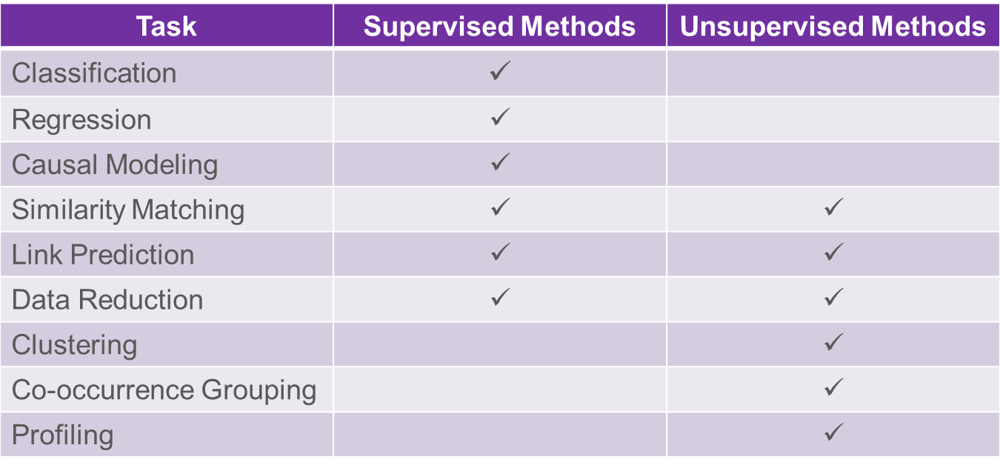 Task Supervised Methods Unsupervised Methods
Classification ✓
Regression ✓
Causal Modeling ✓
Similarity Matching ✓ ✓
Link Prediction ✓ ✓
Data Reduction ✓ ✓
Clustering ✓
Co-occurrence Grouping ✓
Profiling ✓